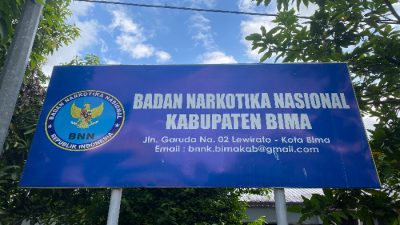 BADAN NARKOTIKA NASIONAL
KABUPATEN BIMA
Jln. Garuda No. 02 Lewirato - Kota Bima
Email : bnnk.bimakab@gmail.com
BADAN NARKOTIKA NASIONAL
BNN
REPUBLIK INDONESIA